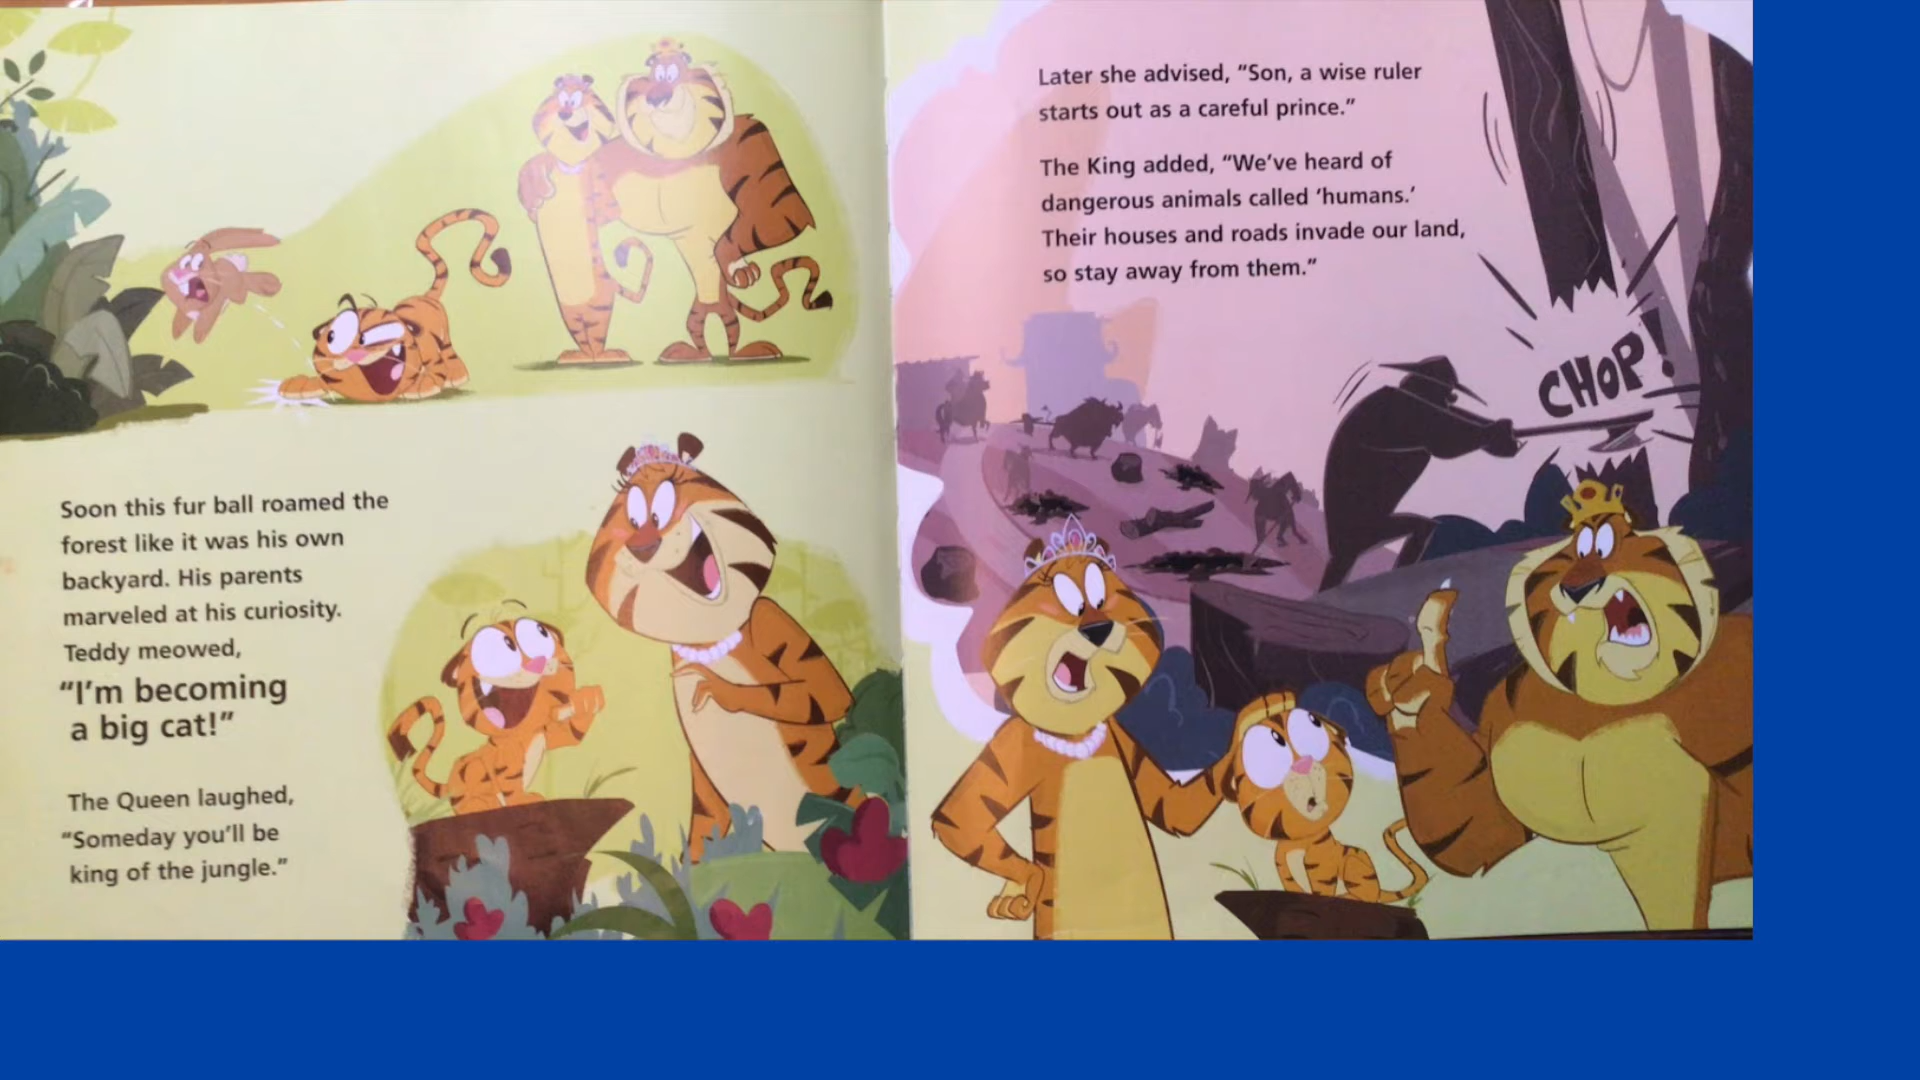 Soon this fur ball roamed the
forest like it was his own
backyard. His parents
marveled at his curiosity.
Teddy meowed,
“I’m becoming
a big cat!”
The Queen laughed,
“Someday you’ll be
king of the jungle.”
Later she advised, “Son, a wise ruler
starts out as a careful prince.”
The King added, “We’ve heard of
dangerous animals called ‘humans.’
Their houses and roads invade our land,
so stay away from them.”
CHOP!